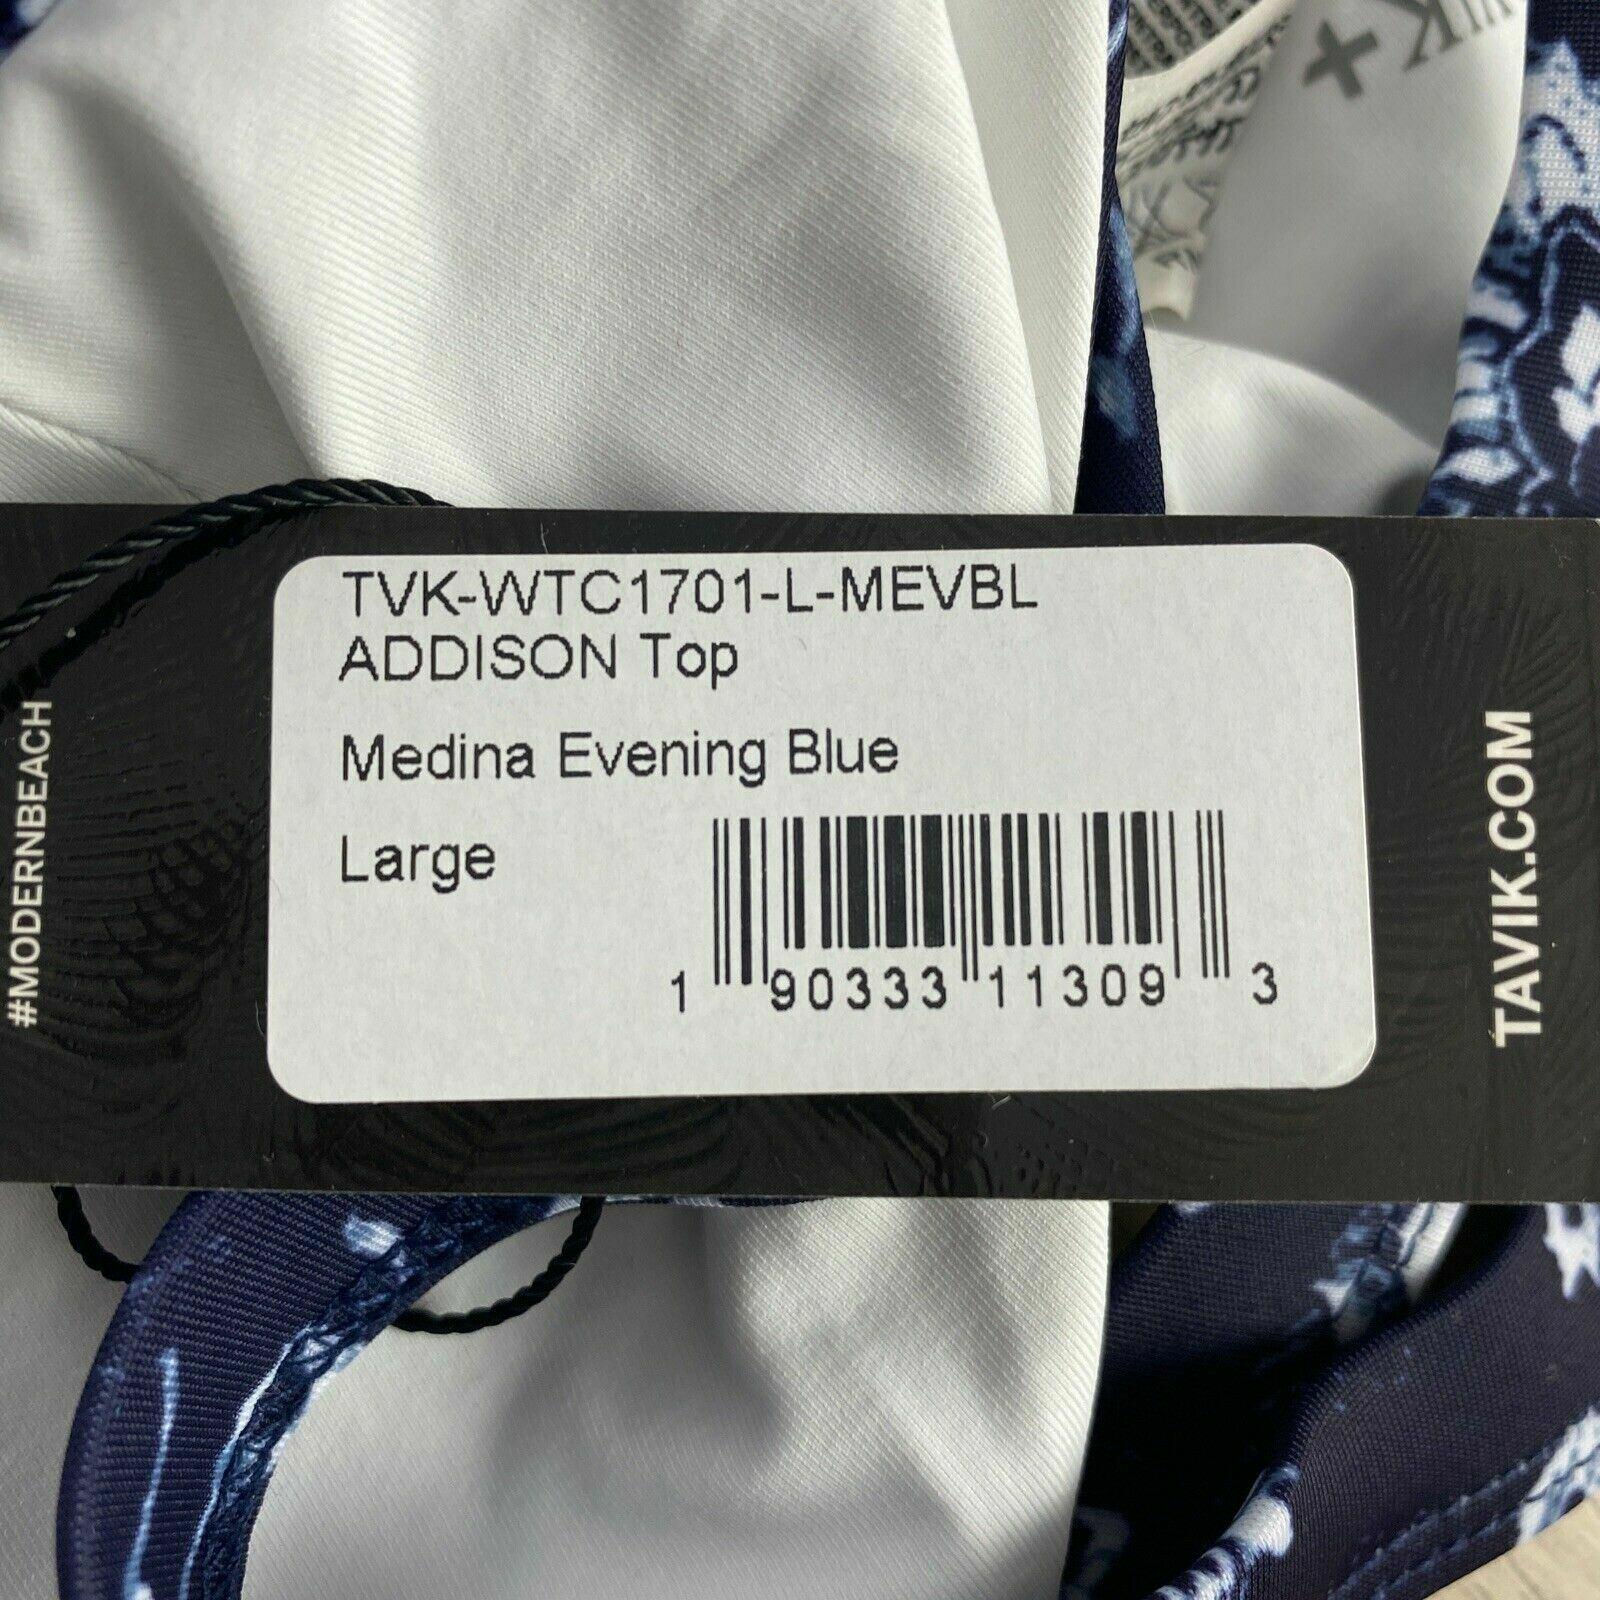 TVK-WTC1701-L-MEVBL
ADDISON Top
Medina Evening Blue
Large
1 90333 11309 3
#MODERNBEACH
TAVIK.COM